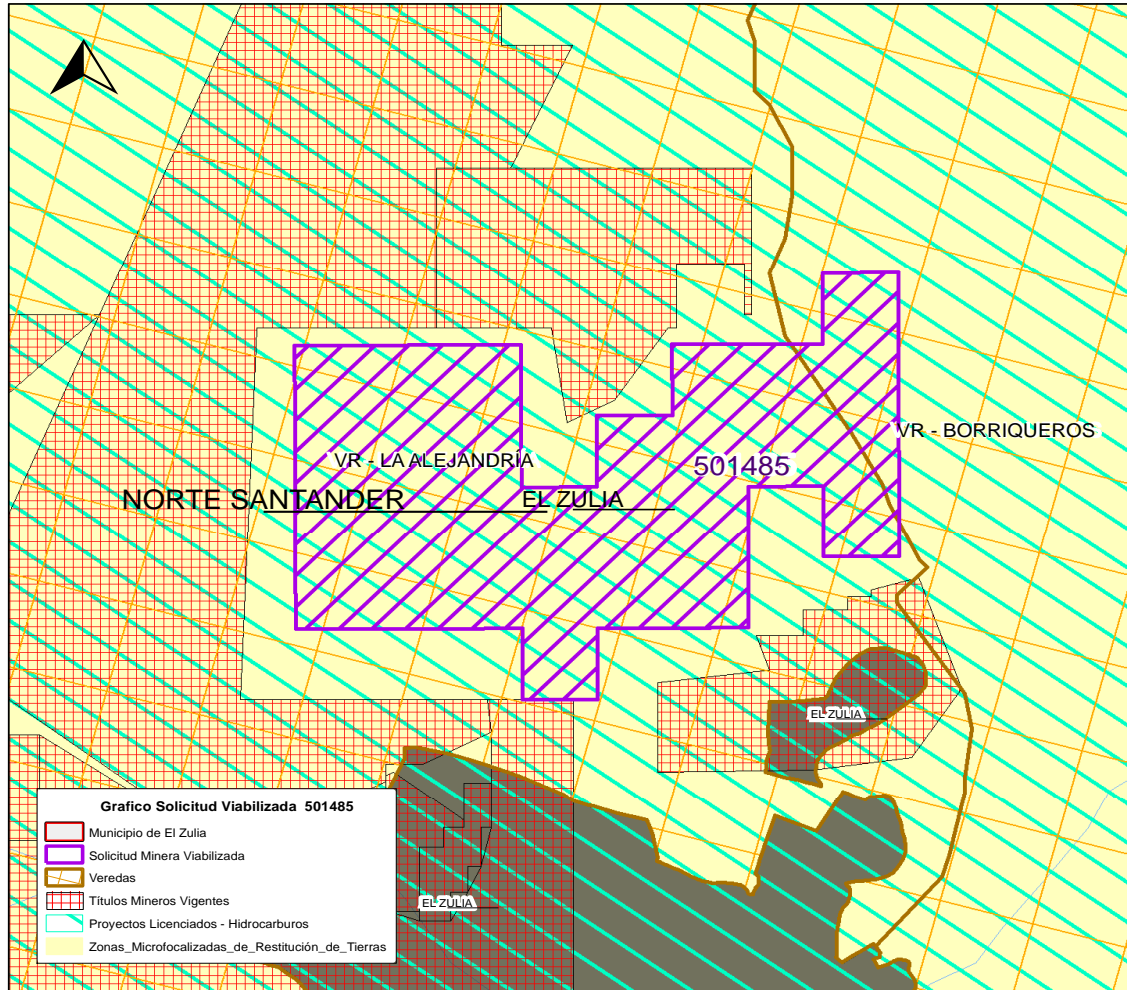 VR - BORRIQUEROS
VR - LA ALEJANDRÍA
501485
NORTE SANTANDER
EL ZULIA
EL ZULIA
EL ZULIA
Grafico Solicitud Viabilizada 501485
Municipio de El Zulia
Solicitud Minera Viabilizada
Veredas
Títulos Mineros Vigentes
Proyectos Licenciados - Hidrocarburos
Zonas_Microfocalizadas_de_Restitución_de_Tierras